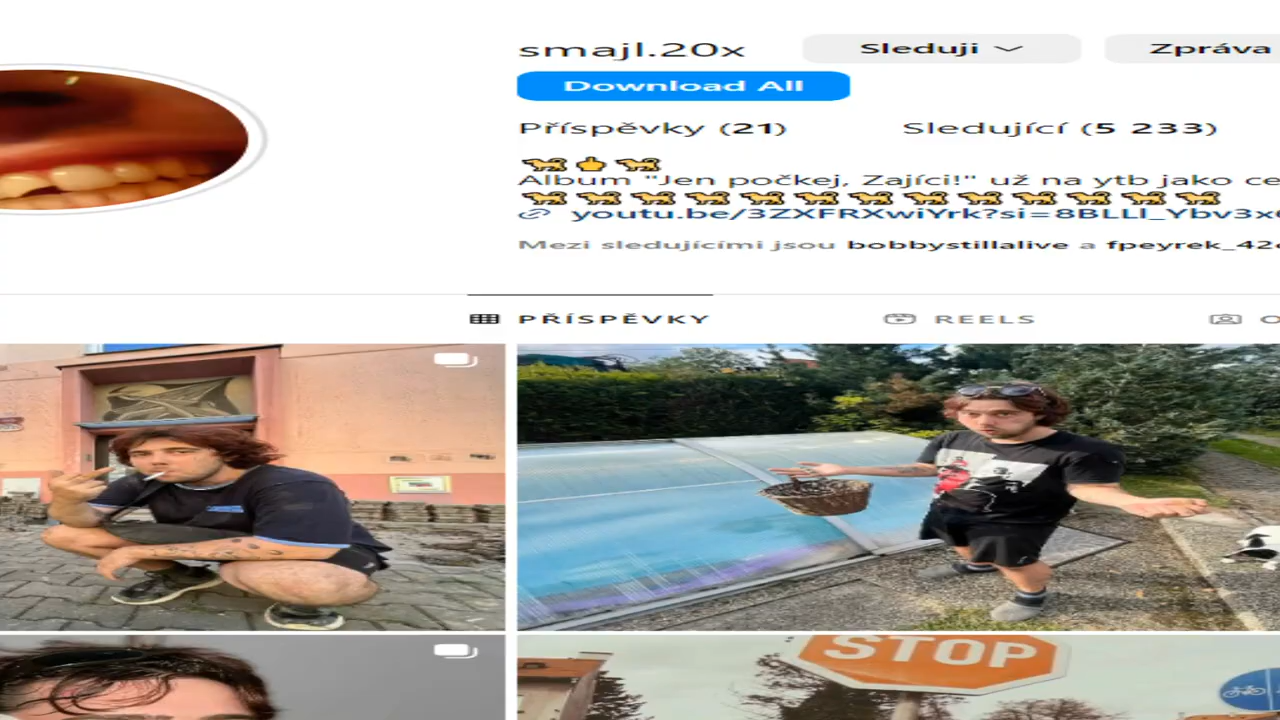 smajl.20x
Sleduji
Zpráva
Download All
Příspěvky (21)
Sledující (5 233)
Album "Jen počkej, Zajíci!" už na ytb jako ce
youtu.be/3ZXFRXwiYrk?si=8BLLl_Ybv3x
Mezi sledujícími jsou bobbystillalive a fpeyrek_42
PŘÍSPĚVKY
REELS
STOP